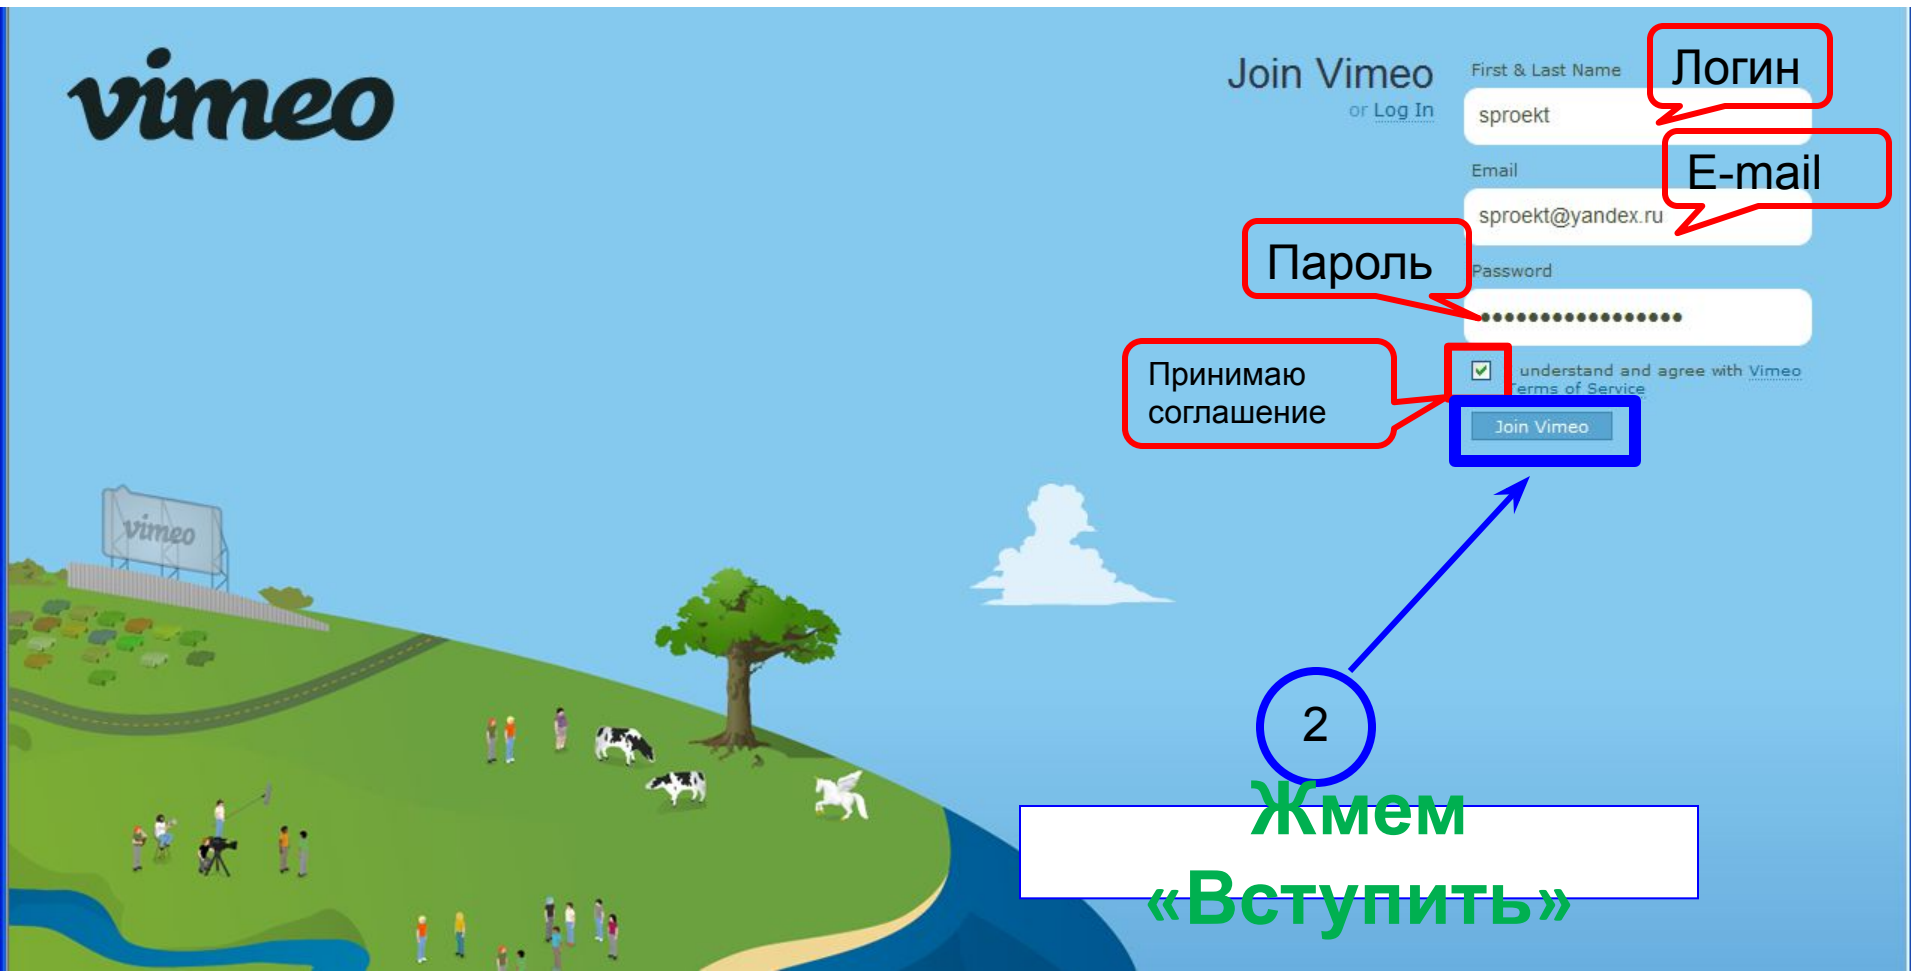 vimeo
Join Vimeo
or Log In
First & Last Name
Логин
sproekt
Email
E-mail
sproekt@yandex.ru
Пароль
Password
Принимаю
соглашение
understand and agree with Vimeo
Terms of Service
Join Vimeo
vimeo
2
Жмем
«Вступить»